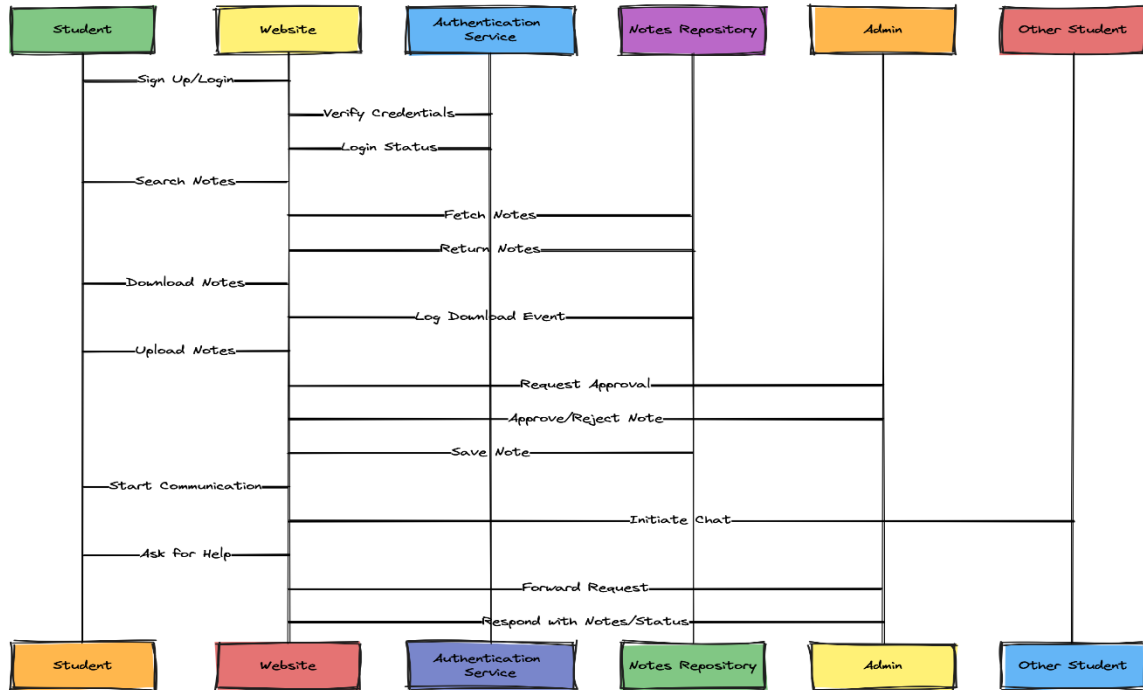 Student
Website
Authentication
Service
Notes Repository
Admin
Other Student
Sign Up/Login
Verify Credentials
Login Status
Search Notes
Fetch Notes
Return Notes
Download Notes
Log Download Event
Upload Notes
Request Approval
Approve/Reject Note
Save Note
Start Communication
Initiate Chat
Ask for Help
Forward Request
Respond with Notes/Status
Student
Website
Authentication
Service
Notes Repository
Admin
Other Student